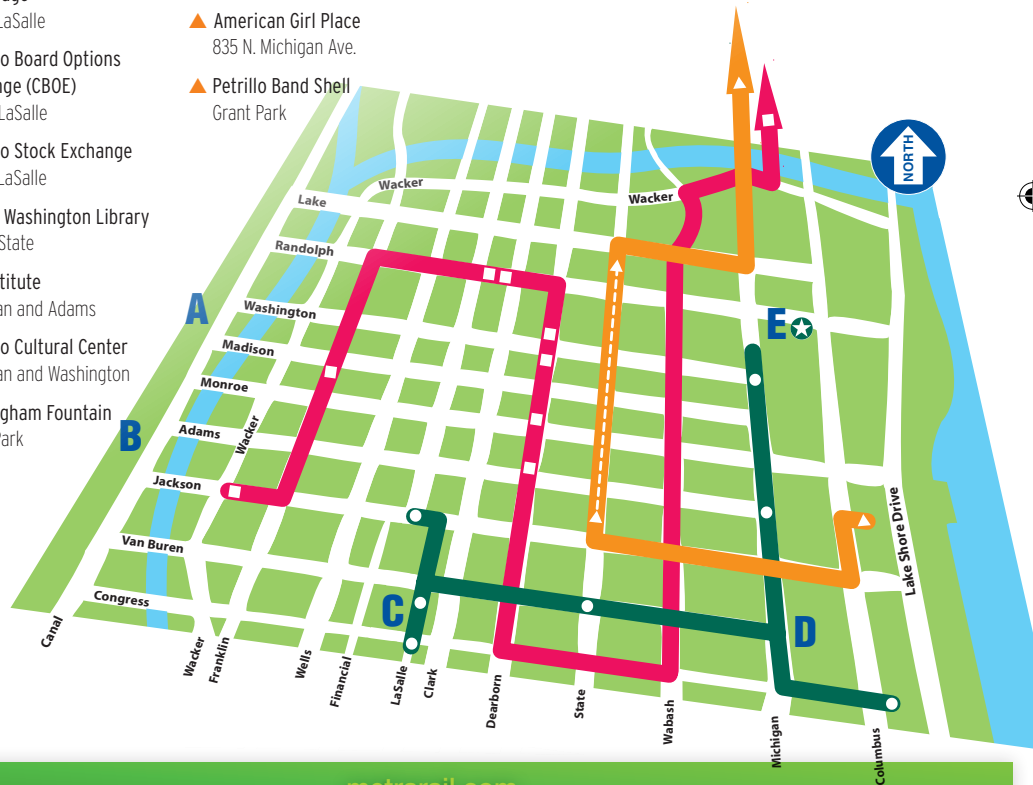 LaSalle
o Board Options
ge (CBOE)
LaSalle
o Stock Exchange
LaSalle
Washington Library
State
titute
an and Adams
o Cultural Center
an and Washington
gham Fountain
Park
American Girl Place
835 N. Michigan Ave.
Petrillo Band Shell
Grant Park
NORTH
Wacker
Wacker
Lake
Randolph
Washington
Madison
Monroe
Adams
Wacker
Jackson
Van Buren
Congress
A
B
C
D
E
Lake Shore Drive
Canal
Wacker
Franklin
Wells
Financial
LaSalle
Clark
Dearborn
State
Wabash
Michigan
Columbus
metrarail.com